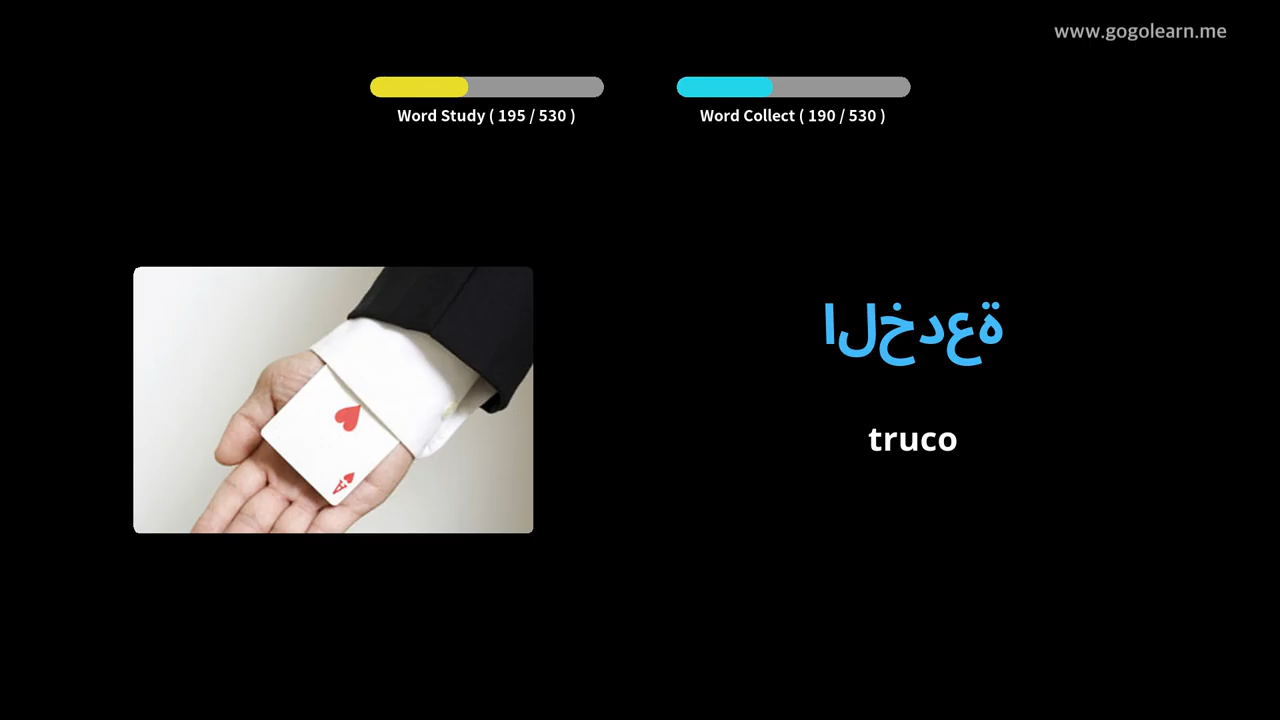 www.gogolearn.me
Word Study ( 195 / 530 )
Word Collect ( 190 / 530 )
الخدعة
truco
A